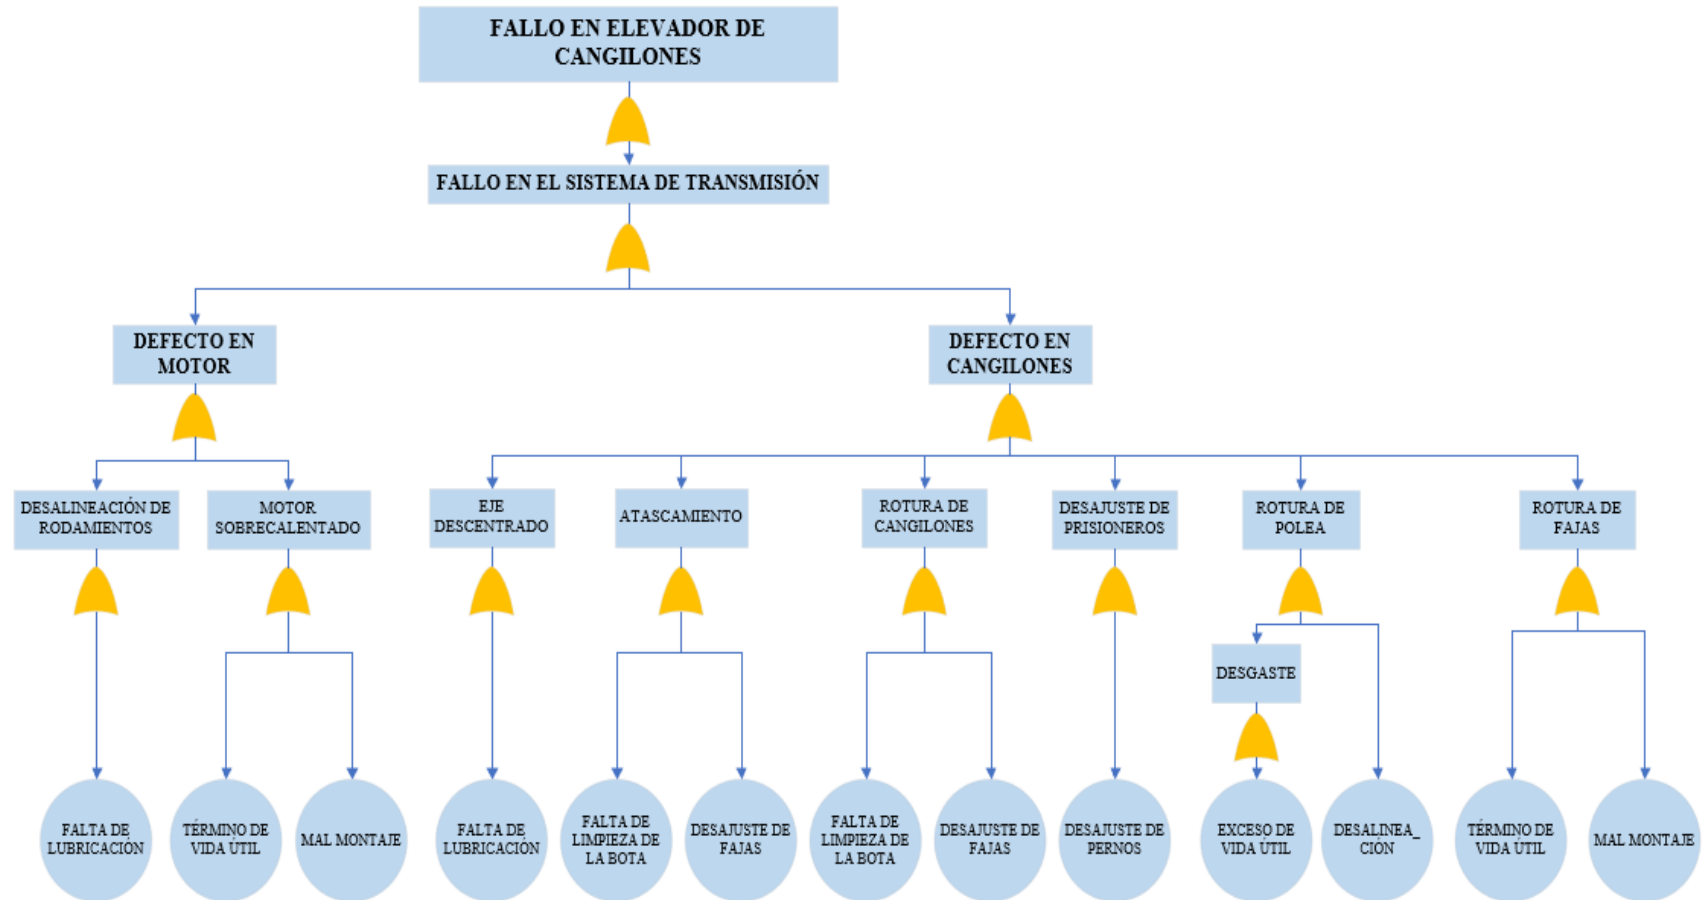 FALLO EN ELEVADOR DE
CANGILONES
FALLO EN EL SISTEMA DE TRANSMISIÓN
DEFECTO EN
MOTOR
DEFECTO EN
CANGILONES
DESALINEACIÓN DE
RODAMIENTOS
MOTOR
SOBRECALENTADO
EJE
DESCENTRADO
ATASCAMIENTO
ROTURA DE
CANGILONES
DESAJUSTE DE
PRISIONEROS
ROTURA DE
POLEA
ROTURA DE
FAJAS
DESGASTE
FALTA DE
LUBRICACIÓN
TÉRMINO DE
VIDA ÚTIL
MAL MONTAJE
FALTA DE
LUBRICACIÓN
FALTA DE
LIMPIEZA DE
LA BOTA
DESAJUSTE DE
FAJAS
FALTA DE
LIMPIEZA DE
LA BOTA
DESAJUSTE DE
FAJAS
DESAJUSTE DE
PERNOS
EXCESO DE
VIDA ÚTIL
DESALINEA_
CIÓN
TÉRMINO DE
VIDA ÚTIL
MAL MONTAJE